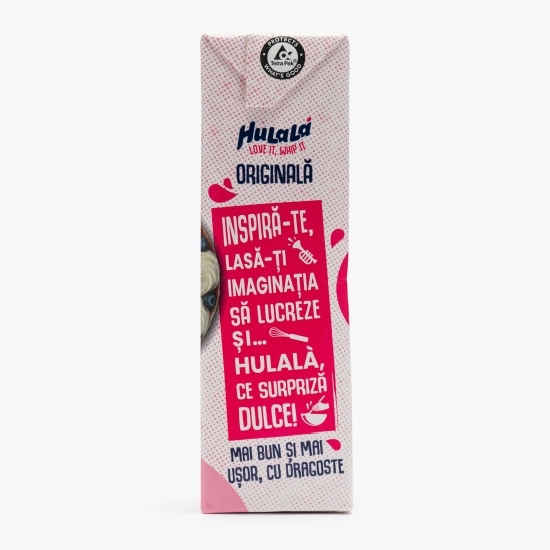 PROTECTS
Tetra Pak®
WHAT'S GOOD
HULALÁ
LOVE IT, WHIP IT
ORIGINALĂ
INSPIRĂ-TE,
LASĂ-ȚI
IMAGINAȚIA
SĂ LUCREZE
ȘI...
HULALÀ,
CE SURPRIZĂ
DULCE!
MAI BUN ȘI MAI
UȘOR, CU DRAGOSTE